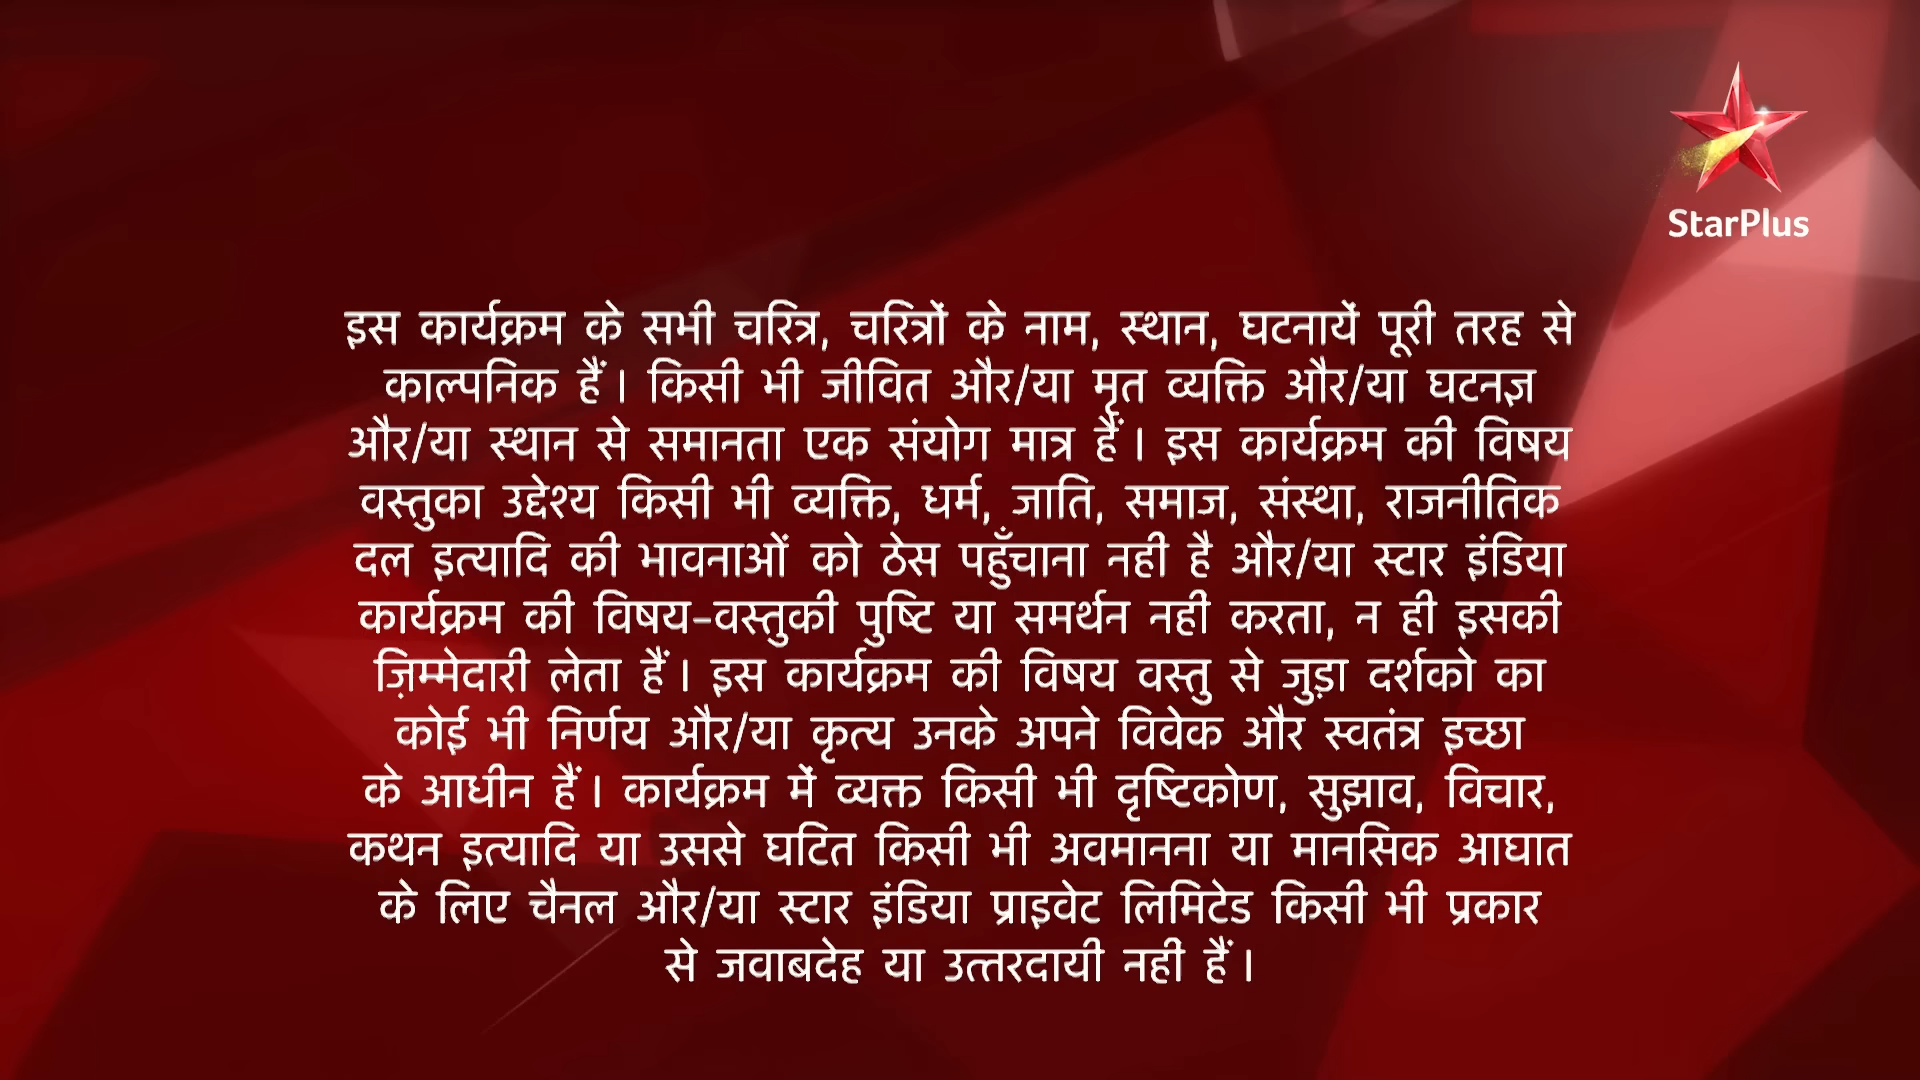 StarPlus
इस कार्यक्रम के सभी चरित्र, चरित्रों के नाम, स्थान, घटनायें पूरी तरह से
काल्पनिक हैं। किसी भी जीवित और/या मृत व्यक्ति और/या घटनज्ञ
और/या स्थान से समानता एक संयोग मात्र हैं। इस कार्यक्रम की विषय
वस्तुका उद्देश्य किसी भी व्यक्ति, धर्म, जाति, समाज, संस्था, राजनीतिक
दल इत्यादि की भावनाओं को ठेस पहुँचाना नही है और/या स्टार इंडिया
कार्यक्रम की विषय-वस्तुकी पुष्टि या समर्थन नही करता, न ही इसकी
ज़िम्मेदारी लेता हैं। इस कार्यक्रम की विषय वस्तु से जुड़ा दर्शको का
कोई भी निर्णय और/या कृत्य उनके अपने विवेक और स्वतंत्र इच्छा
के आधीन हैं। कार्यक्रम में व्यक्त किसी भी दृष्टिकोण, सुझाव, विचार,
कथन इत्यादि या उससे घटित किसी भी अवमानना या मानसिक आघात
के लिए चैनल और/या स्टार इंडिया प्राइवेट लिमिटेड किसी भी प्रकार
से जवाबदेह या उत्तरदायी नही हैं।